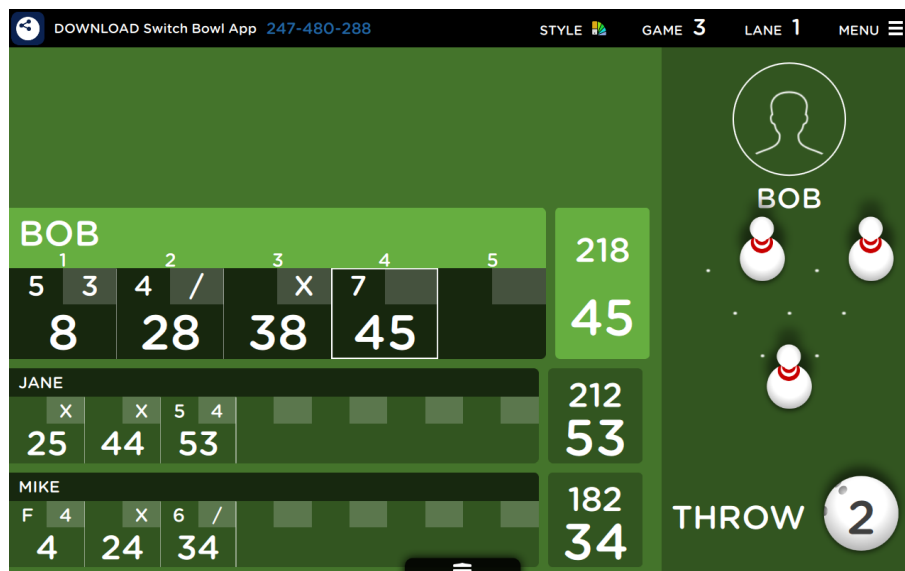 DOWNLOAD Switch Bowl App 247-480-288 STYLE GAME 3 LANE 1 MENU
BOB
1 2 3 4 5
5 3 4 / X 7
8 28 38 45
218
45
JANE
X X 5 4
25 44 53
212
53
MIKE
F 4 X 6 /
4 24 34
182
34
BOB
THROW 2